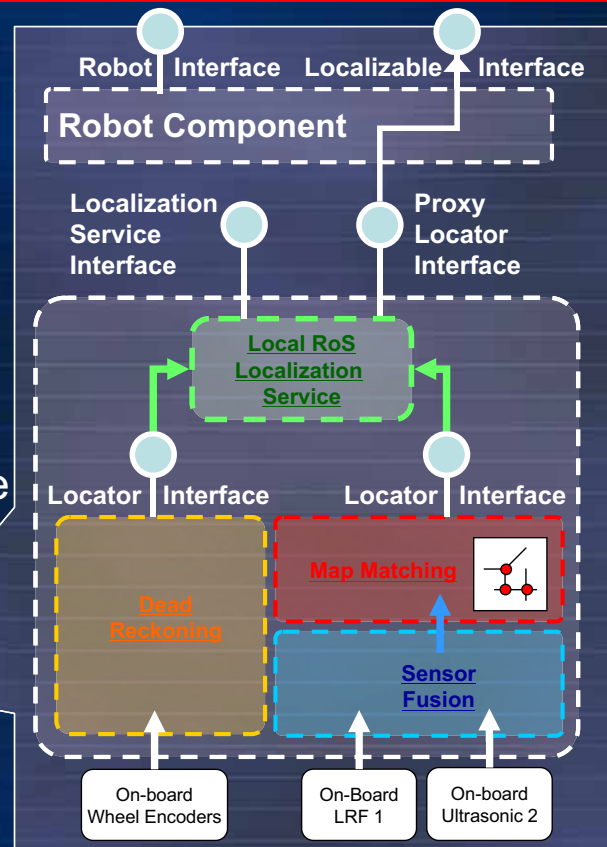 Robot Interface
Localizable Interface
Robot Component
Localization
Service
Interface
Proxy
Locator
Interface
Local RoS
Localization
Service
e
Locator Interface
Locator Interface
Map Matching
Dead
Reckoning
Sensor
Fusion
On-board
Wheel Encoders
On-Board
LRF 1
On-board
Ultrasonic 2